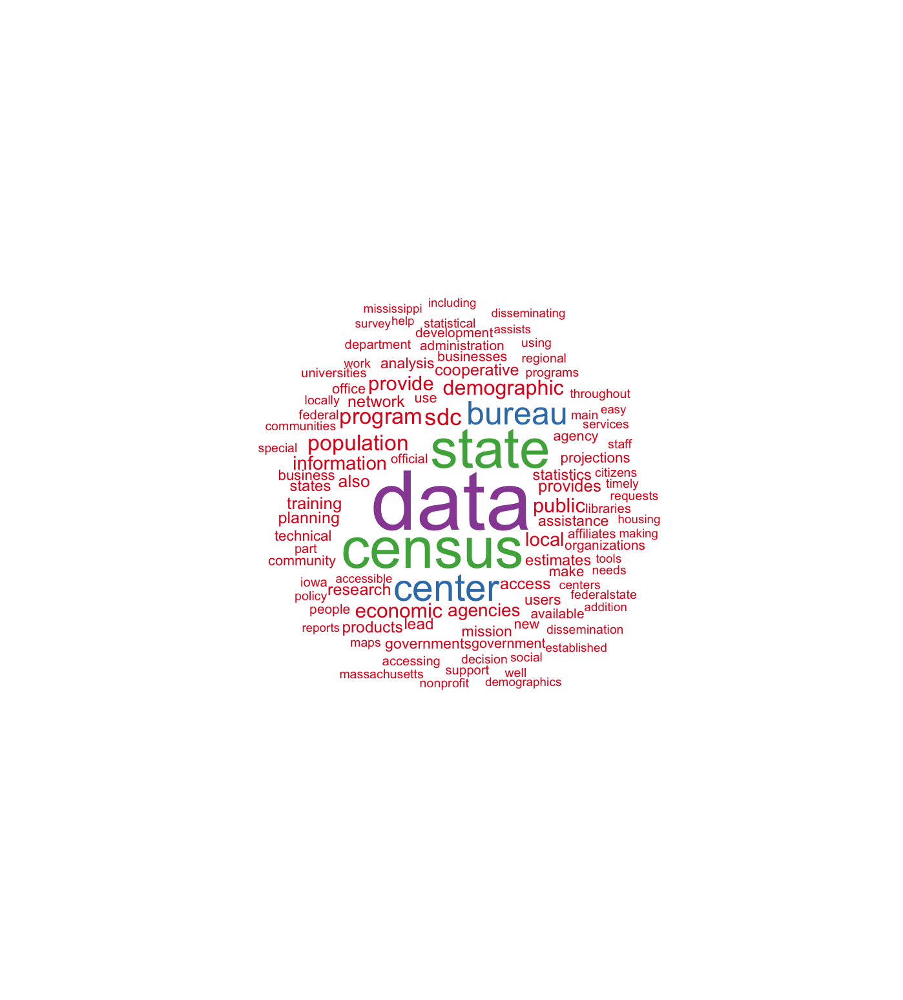 including
mississippi
disseminating
survey help statistical
development assists
department administration using
businesses regional
work analysis cooperative programs
universities
office provide demographic throughout
locally network use
federal program sdc bureau main easy
communities services
special population state agency staff
information official projections
business statistics citizens
states also data provides timely
training public libraries requests
planning assistance housing
technical census local affiliates making
part organizations
community estimates tools
make needs
iowa accessible center access centers
policy research users federalstate
people economic agencies available addition
reports products lead mission new dissemination
maps governments government established
accessing decision social
massachusetts support well
nonprofit demographics